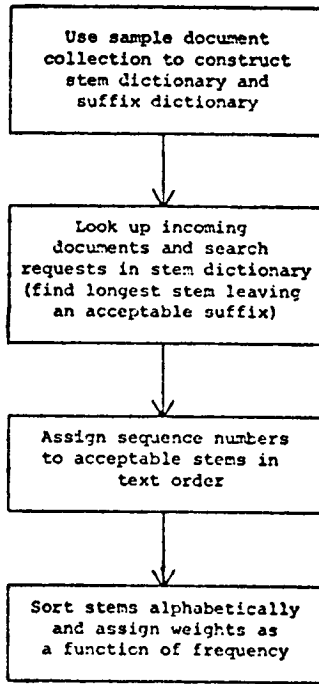 Use sample document
collection to construct
stem dictionary and
suffix dictionary
Look up incoming
documents and search
requests in stem dictionary
(find longest stem leaving
an acceptable suffix)
Assign sequence numbers
to acceptable stems in
text order
Sort stems alphabetically
and assign weights as
a function of frequency